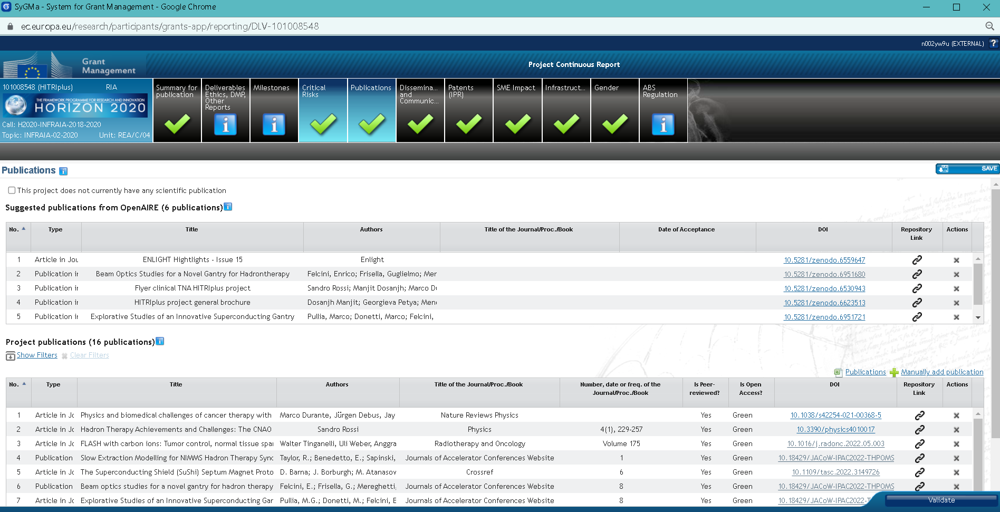 SyGMa - System for Grant Management - Google Chrome
ec.europa.eu/research/participants/grants-app/reporting/DLV-101008548
n002yw9u (EXTERNAL) ?
Grant
Management
Project Continuous Report
101008548 (HITRIplus) RIA
THE FRAMEWORK PROGRAMME FOR RESEARCH AND INNOVATION
HORIZON 2020
Call: H2020-INFRAIA-2018-2020
Topic: INFRAIA-02-2020 Unit: REA/C/04
Summary for
publication
Deliverables
Ethics, DMP,
Other
Reports
Milestones
Critical
Risks
Publications
Dissemina...
and
Communic...
Patents
(IPR)
SME Impact
Infrastruct...
Gender
ABS
Regulation
Publications
SAVE
This project does not currently have any scientific publication
Suggested publications from OpenAIRE (6 publications)
No. Type Title Authors Title of the Journal/Proc./Book Date of Acceptance DOI Repository Link Actions
1 Article in Jou ENLIGHT Hightlights - Issue 15 Enlight 10.5281/zenodo.6559647
2 Publication ir Beam Optics Studies for a Novel Gantry for Hadrontherapy Felcini, Enrico; Frisella, Guglielmo; Mer 10.5281/zenodo.6951680
3 Publication ir Flyer clinical TNA HITRIplus project Sandro Rossi; Manjit Dosanjh; Marco Du 10.5281/zenodo.6530943
4 Publication ir HITRIplus project general brochure Dosanjh Manjit; Georgieva Petya; Men 10.5281/zenodo.6623513
5 Publication ir Explorative Studies of an Innovative Superconducting Gantry Pullia, Marco; Donetti, Marco; Felcini, 10.5281/zenodo.6951721
Project publications (16 publications)
Show Filters Clear Filters
Publications Manually add publication
No. Type Title Authors Title of the Journal/Proc./Book Number, date or freq. of the Journal/Proc./Book Is Peer-reviewed? Is Open Access? DOI Repository Link Actions
1 Article in Jc Physics and biomedical challenges of cancer therapy with Marco Durante, Jürgen Debus, Jay Nature Reviews Physics Yes Green 10.1038/s42254-021-00368-5
2 Article in Jc Hadron Therapy Achievements and Challenges: The CNAO Sandro Rossi Physics 4(1), 229-257 Yes Green 10.3390/physics4010017
3 Article in Jc FLASH with carbon ions: Tumor control, normal tissue spar Walter Tinganelli, Uli Weber, Anggra Radiotherapy and Oncology Volume 175 Yes Green 10.1016/j.radonc.2022.05.003
4 Publication Slow Extraction Modelling for NIMMS Hadron Therapy Sync Taylor, R.; Benedetto, E.; Sapinski, Journals of Accelerator Conferences Website 1 Yes Green 10.18429/JACoW-IPAC2022-THPOMS
5 Article in Jc The Superconducting Shield (SuShi) Septum Magnet Proto D. Barna; J. Borburgh; M. Atanasov Crossref 6 Yes Green 10.1109/tasc.2022.3149726
6 Publication Beam optics studies for a novel gantry for hadron therapy Felcini, E.; Frisella, G.; Mereghetti, Journals of Accelerator Conferences Website 8 Yes Green 10.18429/JACoW-IPAC2022-THPOMS
7 Article in Jc Explorative Studies of an Innovative Superconducting Gar Pullia, M.G.; Donetti, M.; Felcini, E Journals of Accelerator Conferences Website 8 Yes Green 10.18429/JACoW-IPAC2022-T
Validate